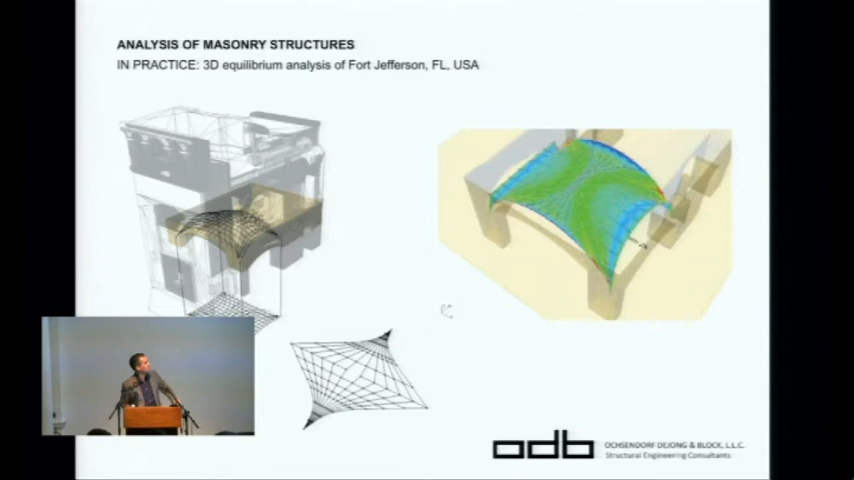 ANALYSIS OF MASONRY STRUCTURES
IN PRACTICE: 3D equilibrium analysis of Fort Jefferson, FL, USA
odb
OCHSENDORF DEJONG & BLOCK, L.L.C.
Structural Engineering Consultants